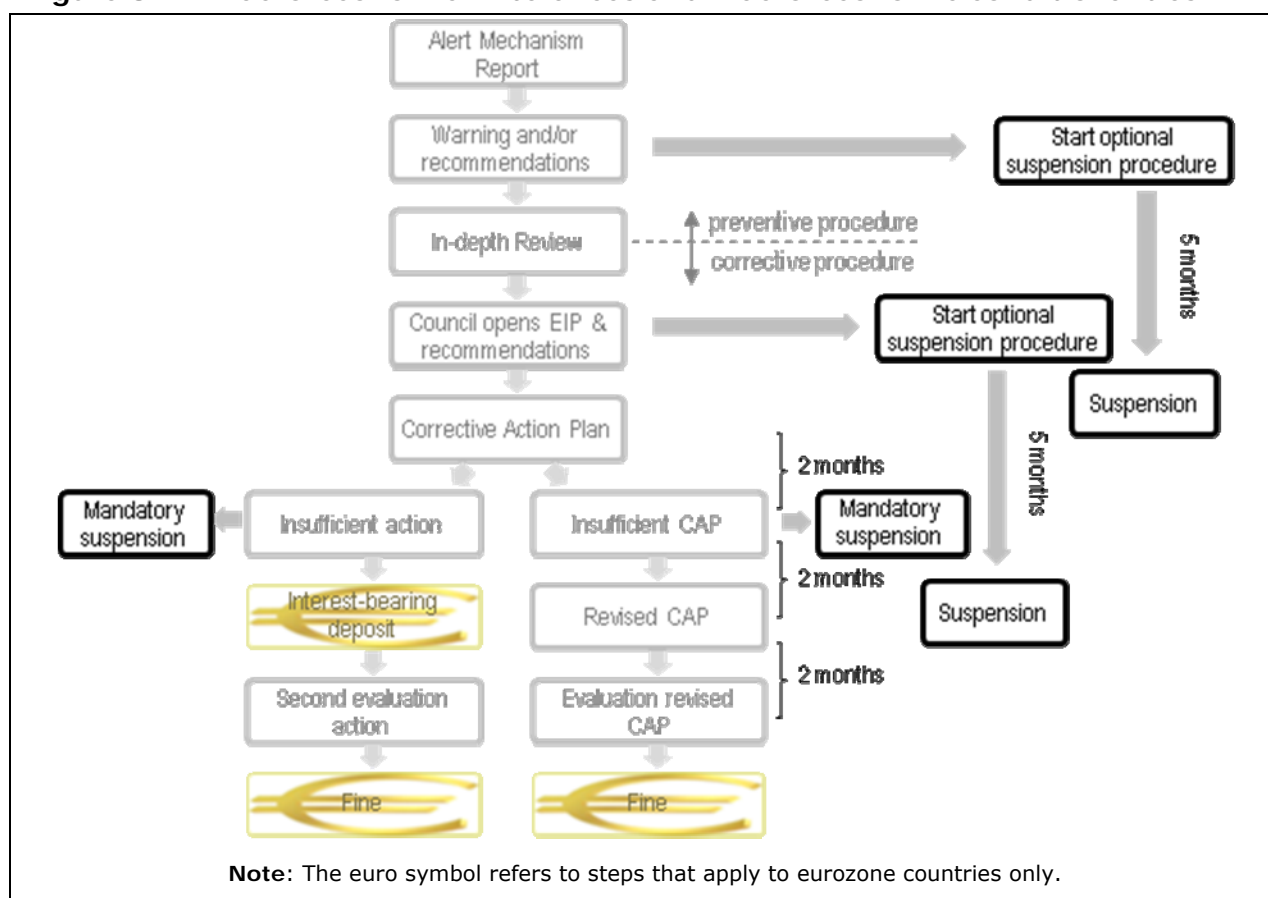 Alert Mechanism
Report
Warning and/or
recommendations
Start optional
suspension procedure
In-depth Review
preventive procedure
corrective procedure
5 months
Council opens EIP &
recommendations
Start optional
suspension procedure
Suspension
Corrective Action Plan
2 months
5 months
Mandatory
suspension
Insufficient action
Insufficient CAP
Mandatory
suspension
2 months
Interest-bearing
deposit
Revised CAP
Suspension
2 months
Second evaluation
action
Evaluation revised
CAP
Fine
Fine
Note: The euro symbol refers to steps that apply to eurozone countries only.